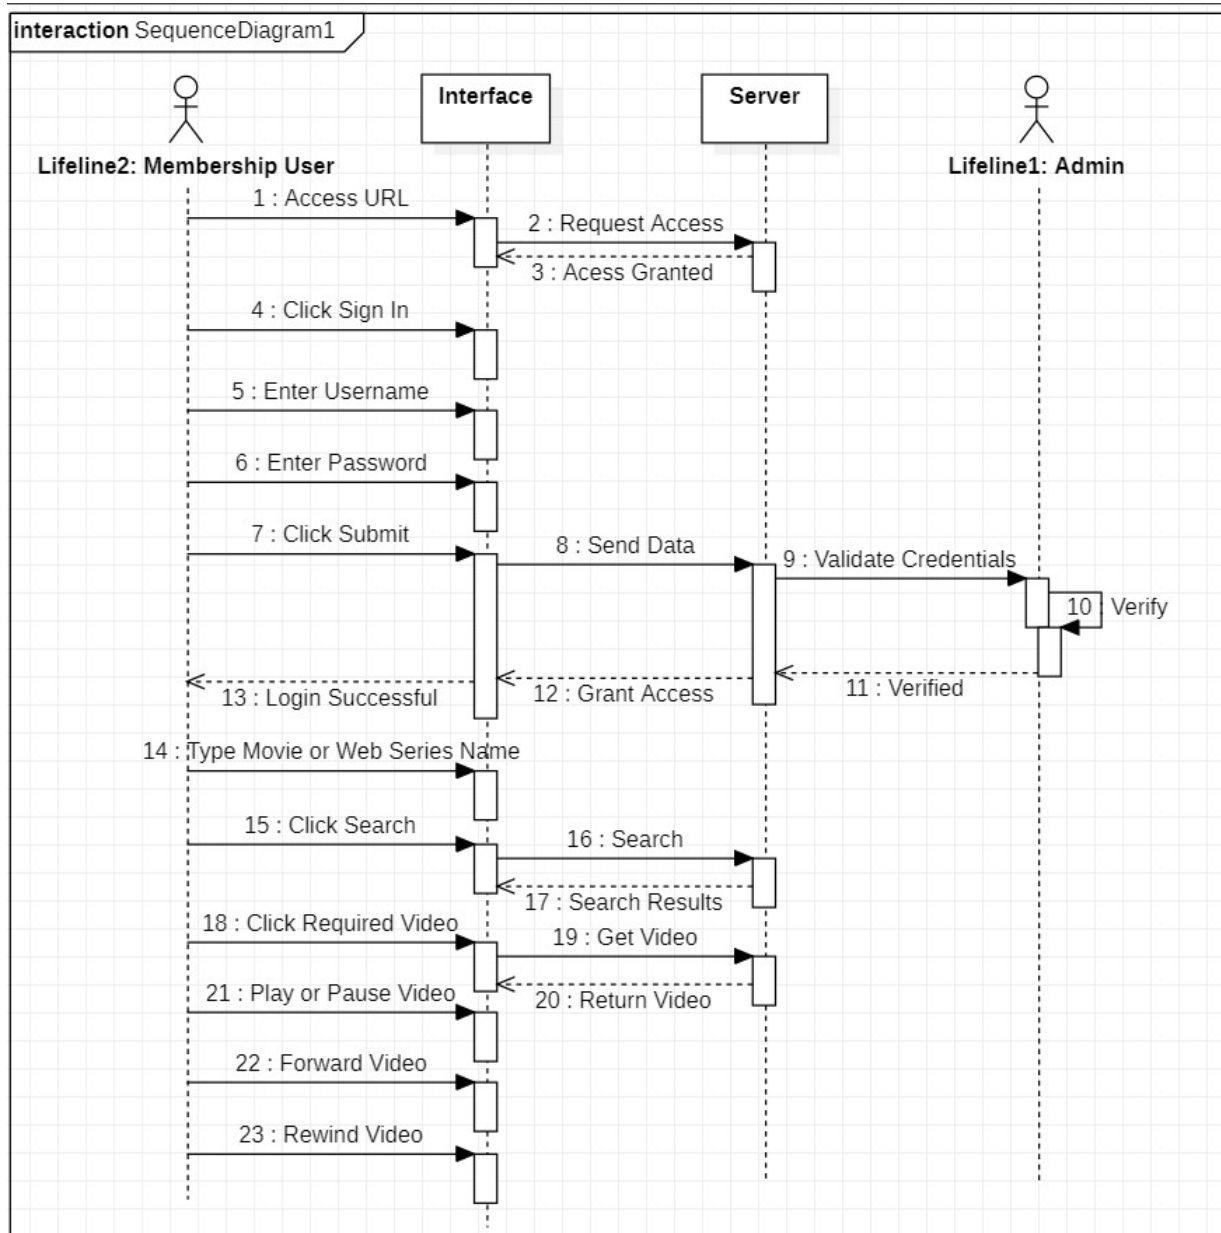 interaction SequenceDiagram1
Interface
Server
Lifeline2: Membership User
Lifeline1: Admin
1 : Access URL
2 : Request Access
3 : Acess Granted
4 : Click Sign In
5 : Enter Username
6 : Enter Password
7 : Click Submit
8 : Send Data
9 : Validate Credentials
10 : Verify
11 : Verified
12 : Grant Access
13 : Login Successful
14 : Type Movie or Web Series Name
15 : Click Search
16 : Search
17 : Search Results
18 : Click Required Video
19 : Get Video
20 : Return Video
21 : Play or Pause Video
22 : Forward Video
23 : Rewind Video